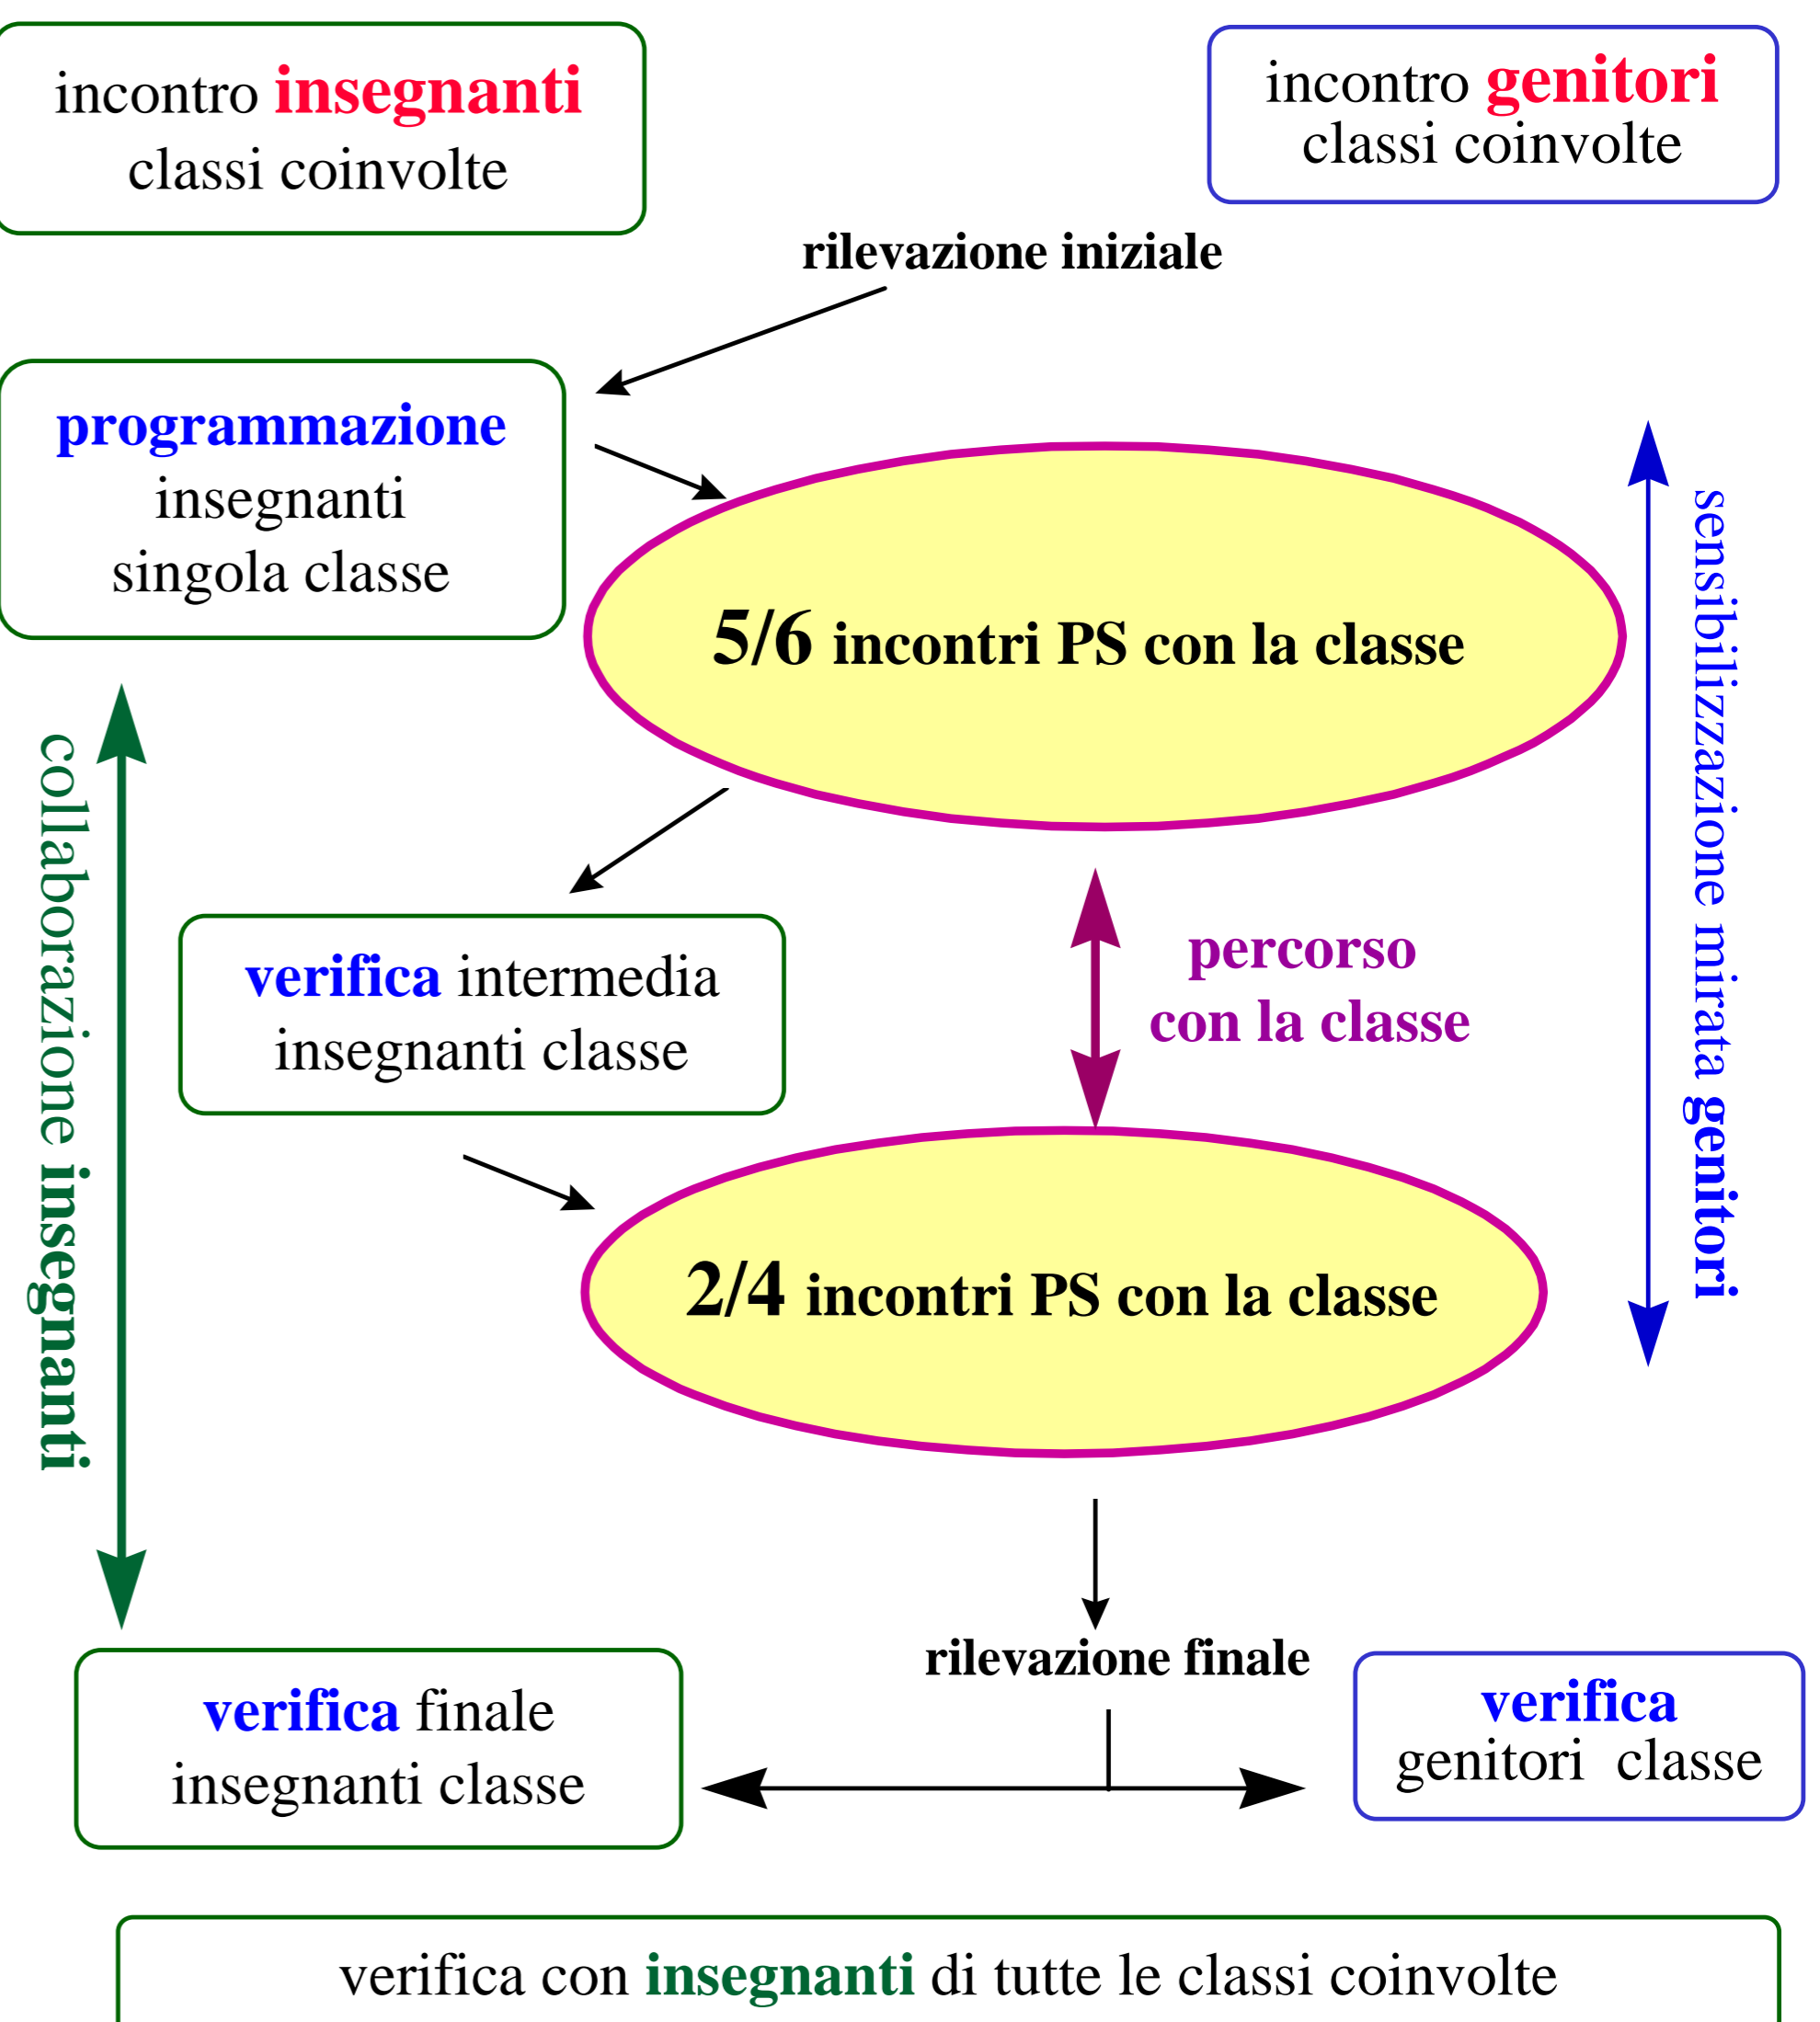 incontro insegnanti
classi coinvolte
incontro genitori
classi coinvolte
rilevazione iniziale
programmazione
insegnanti
singola classe
5/6 incontri PS con la classe
sensibilizzazione mirata genitori
collaborazione insegnanti
verifica intermedia
insegnanti classe
percorso
con la classe
2/4 incontri PS con la classe
rilevazione finale
verifica finale
insegnanti classe
verifica
genitori classe
verifica con insegnanti di tutte le classi coinvolte